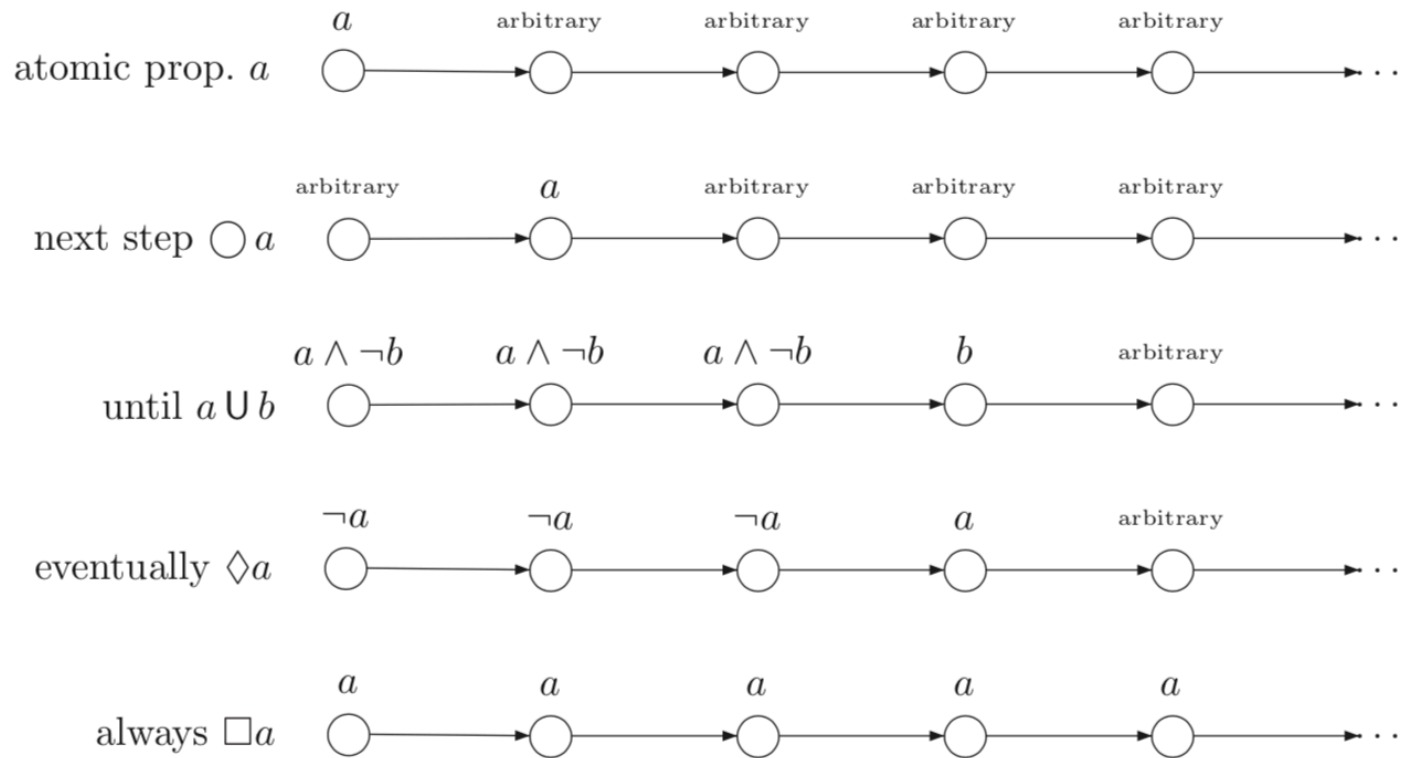 a arbitrary arbitrary arbitrary arbitrary
atomic prop. a ...
arbitrary a arbitrary arbitrary arbitrary
next step ◯ a ...
a ∧ ¬b a ∧ ¬b a ∧ ¬b b arbitrary
until a U b ...
¬a ¬a ¬a a arbitrary
eventually ◊a ...
a a a a a
always □a ...